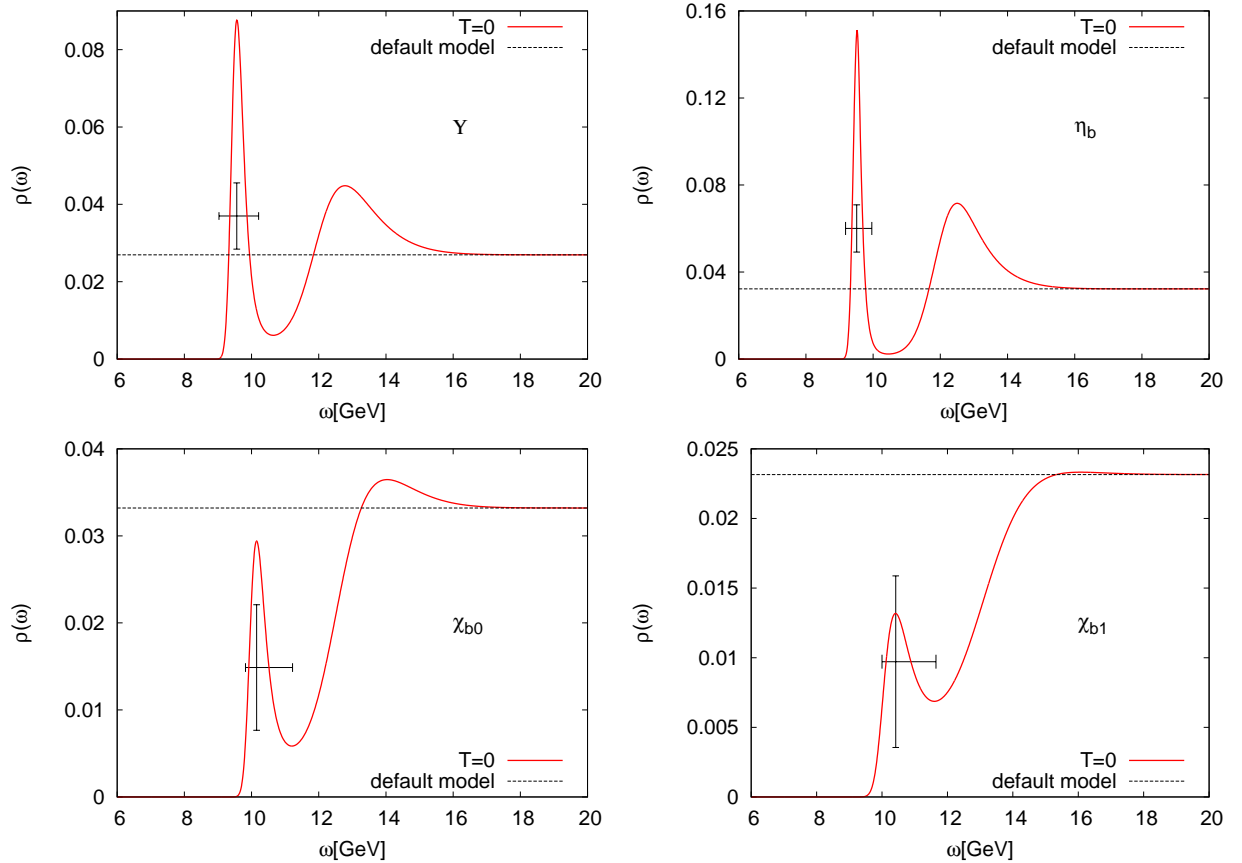 T=0
default model
ϒ
ρ(ω)
0.08
0.06
0.04
0.02
0
6 8 10 12 14 16 18 20
ω[GeV]
T=0
default model
η_b
ρ(ω)
0.16
0.12
0.08
0.04
0
6 8 10 12 14 16 18 20
ω[GeV]
T=0
default model
χ_b0
ρ(ω)
0.04
0.03
0.02
0.01
0
6 8 10 12 14 16 18 20
ω[GeV]
T=0
default model
χ_b1
ρ(ω)
0.025
0.02
0.015
0.01
0.005
0
6 8 10 12 14 16 18 20
ω[GeV]